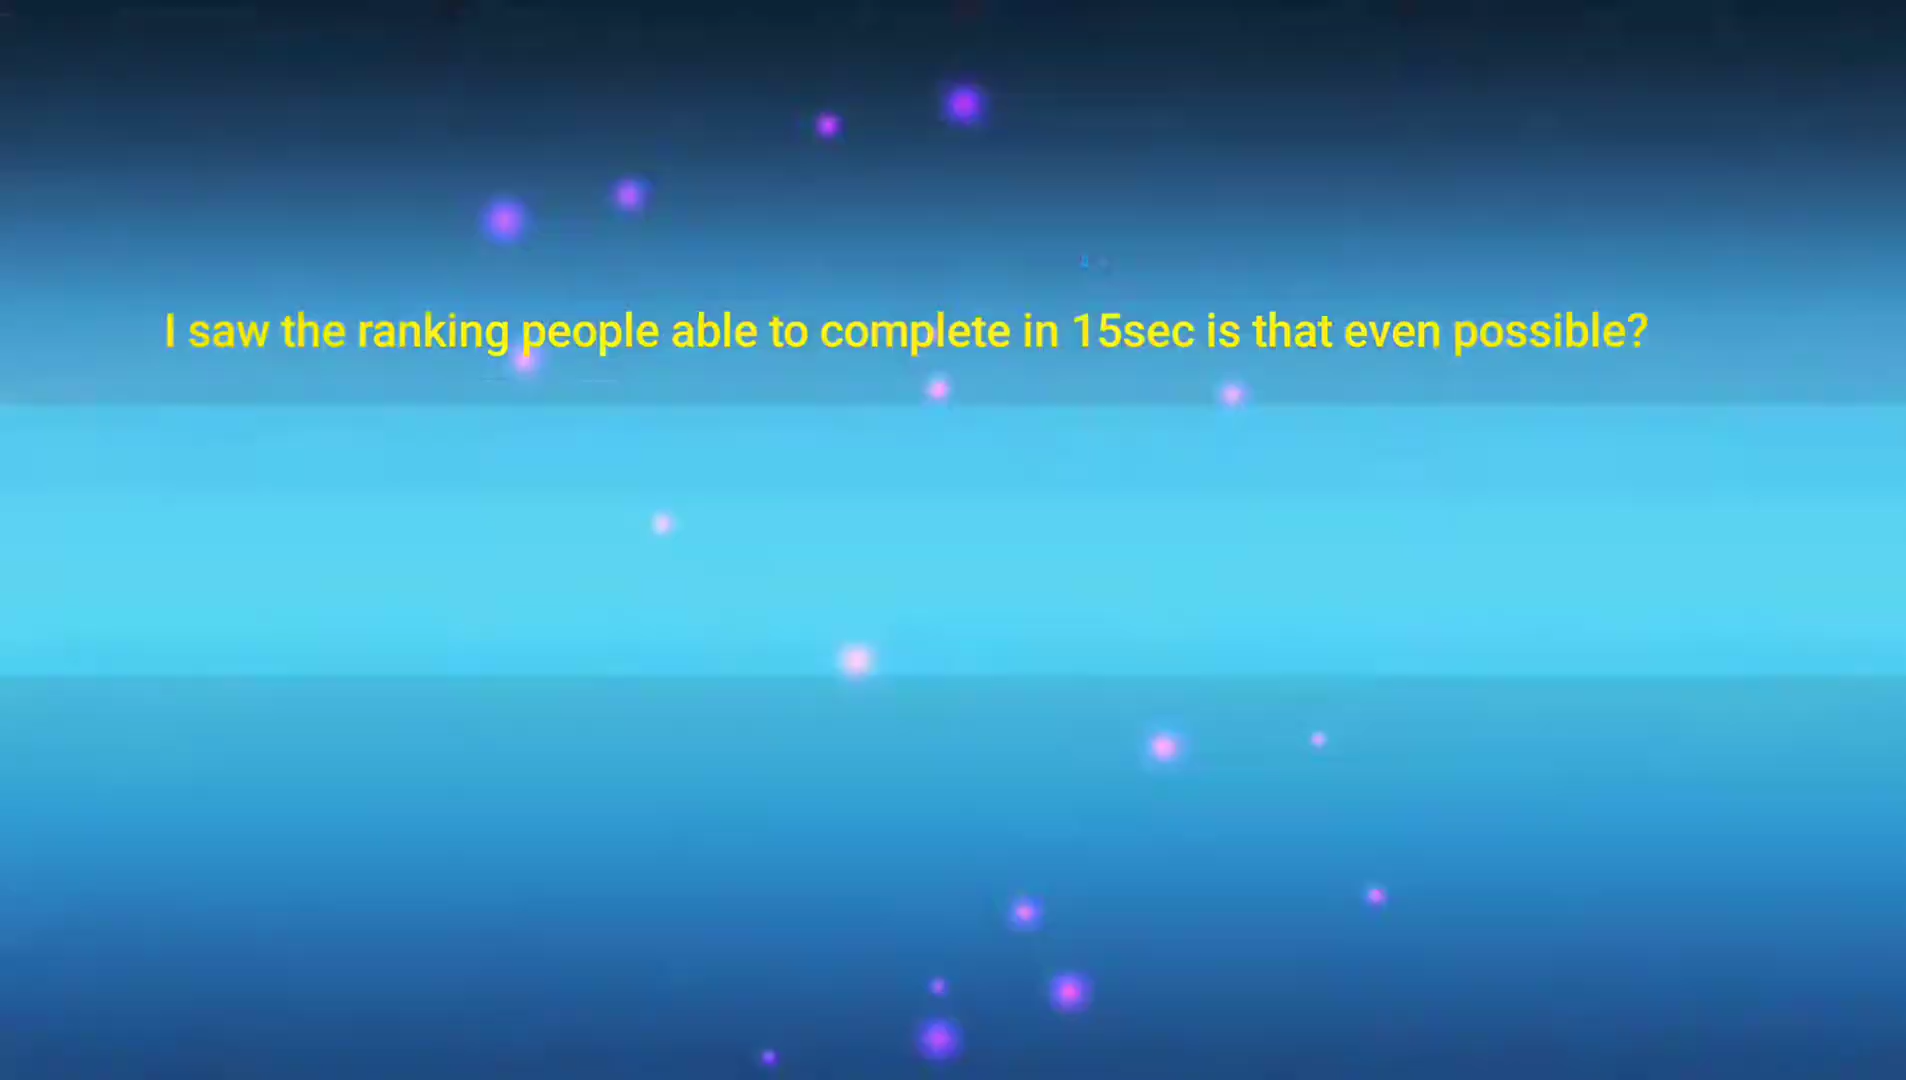 I saw the ranking people able to complete in 15sec is that even possible?